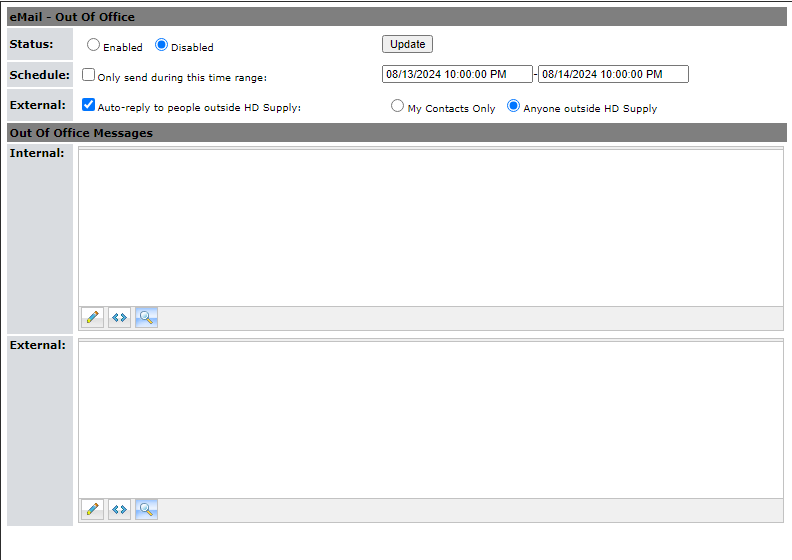 eMail - Out Of Office
Status: Enabled Disabled Update
Schedule: Only send during this time range: 08/13/2024 10:00:00 PM - 08/14/2024 10:00:00 PM
External: Auto-reply to people outside HD Supply: My Contacts Only Anyone outside HD Supply
Out Of Office Messages
Internal:
External: